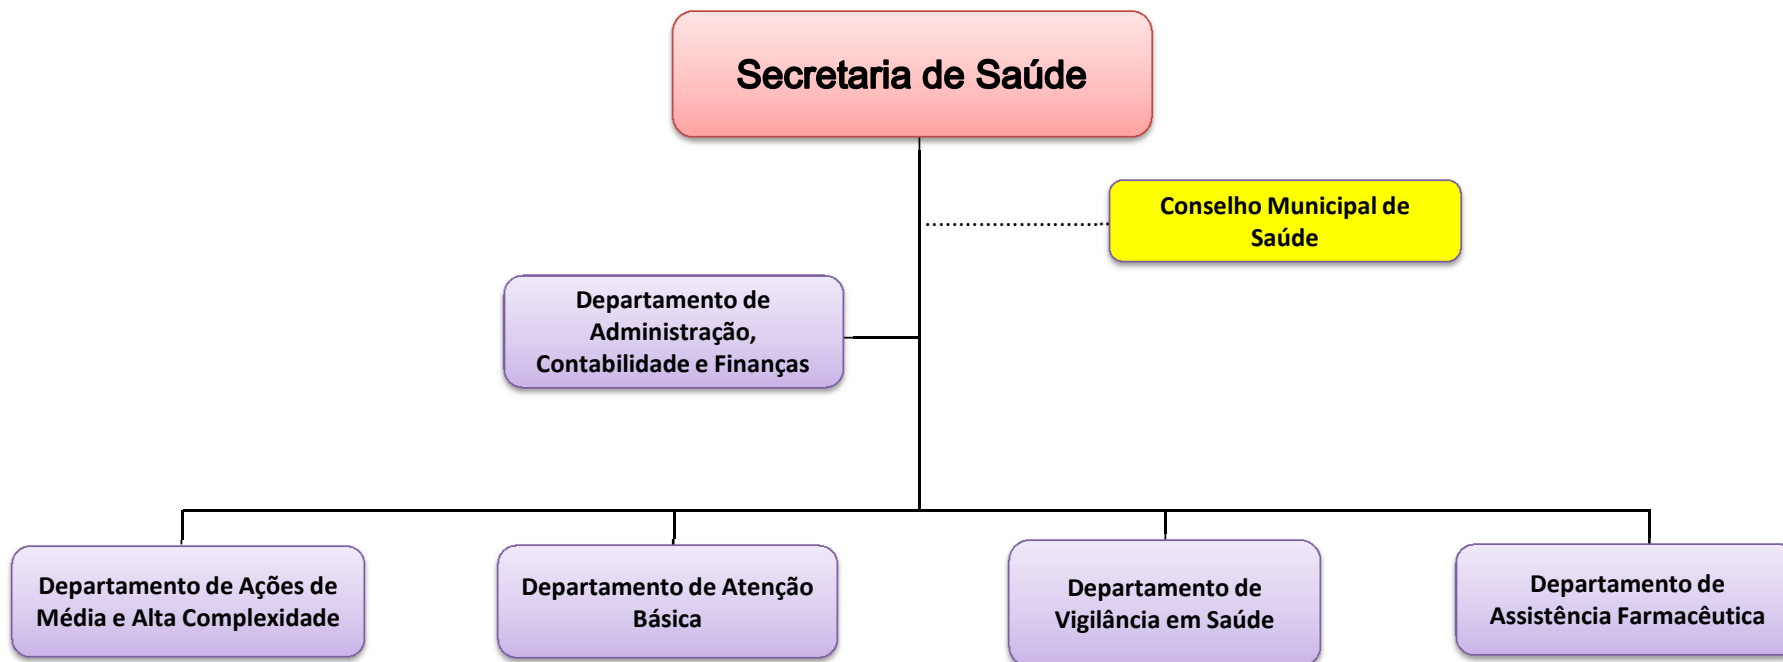 Secretaria de Saúde
Conselho Municipal de
Saúde
Departamento de
Administração,
Contabilidade e Finanças
Departamento de Ações de
Média e Alta Complexidade
Departamento de Atenção
Básica
Departamento de
Vigilância em Saúde
Departamento de
Assistência Farmacêutica